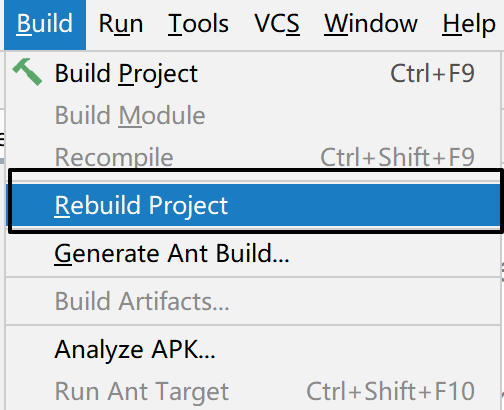 Build Run Tools VCS Window Help
Build Project Ctrl+F9
Build Module
Recompile Ctrl+Shift+F9
Rebuild Project
Generate Ant Build...
Build Artifacts...
Analyze APK...
Run Ant Target Ctrl+Shift+F10